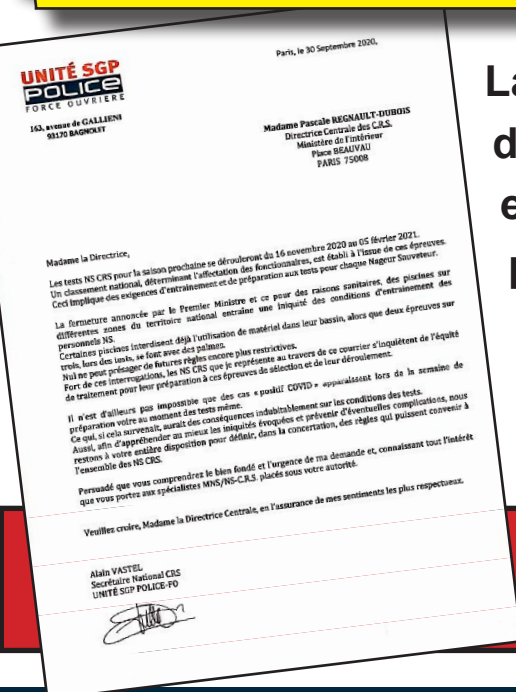 UNITÉ SGP
POLICE
FORCE OUVRIERE
163, avenue de GALLIENI
93170 BAGNOLET
Paris, le 30 Septembre 2020,
Madame Pascale REGNAULT-DUBOIS
Directrice Centrale des C.R.S.
Ministère de l'intérieur
Place BEAUVAU
PARIS 75008
Madame la Directrice,
Les tests NS CRS pour la saison prochaine se dérouleront du 16 novembre 2020 au 05 février 2021.
Un classement national, déterminant l'affectation des fonctionnaires, est établi à l'issue de ces épreuves.
Ceci implique des exigences d'entrainement et de préparation aux tests pour chaque Nageur Sauveteur.
La fermeture annoncée par le Premier Ministre et ce pour des raisons sanitaires, des piscines sur
différentes zones du territoire national entraine une iniquité des conditions d'entrainement des
personnels NS.
Certaines piscines interdisent déjà l'utilisation de matériel dans leur bassin, alors que deux épreuves sur
trois, lors des tests, se font avec des palmes.
Nul ne peut présager de futures règles encore plus restrictives.
Fort de ces interrogations, les NS CRS que je représente au travers de ce courrier s'inquiètent de l'équité
de traitement pour leur préparation à ces épreuves de sélection et de leur déroulement.
Il n'est d'ailleurs pas impossible que des cas « positif COVID » apparaissent lors de la semaine de
préparation voire au moment des tests même.
Ce qui, si cela survenait, aurait des conséquences indubitablement sur les conditions des tests.
Aussi, afin d'appréhender au mieux les iniquités évoquées et prévenir d'éventuelles complications, nous
restons à votre entière disposition pour définir, dans la concertation, des règles qui puissent convenir à
l'ensemble des NS CRS.
Persuadé que vous comprendrez le bien fondé et l'urgence de ma demande et, connaissant tout l'intérêt
que vous portez aux spécialistes MNS/NS-C.R.S. placés sous votre autorité.
Veuillez croire, Madame la Directrice Centrale, en l'assurance de mes sentiments les plus respectueux.
Alain VASTEL
Secrétaire National CRS
UNITÉ SGP POLICE-FO
La
d
e